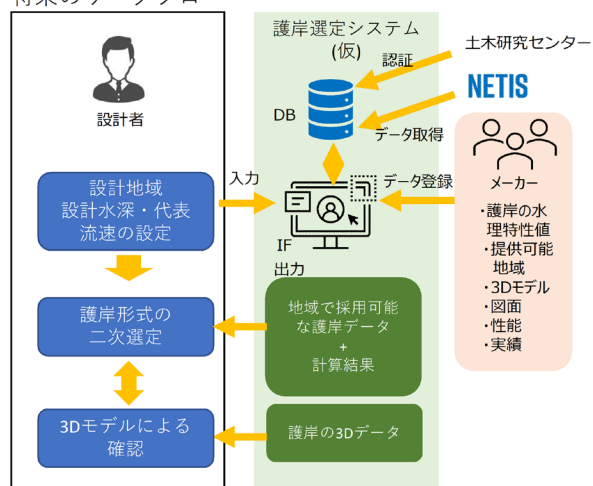 護岸選定システム
(仮)
土木研究センター
認証
NETIS
DB
データ取得
設計者
メーカー
入力
データ登録
設計地域
設計水深・代表
流速の設定
IF
出力
・護岸の水
理特性値
・提供可能
地域
・3Dモデル
・図面
・性能
・実績
地域で採用可能
な護岸データ
+
計算結果
護岸形式の
二次選定
3Dモデルによる
確認
護岸の3Dデータ